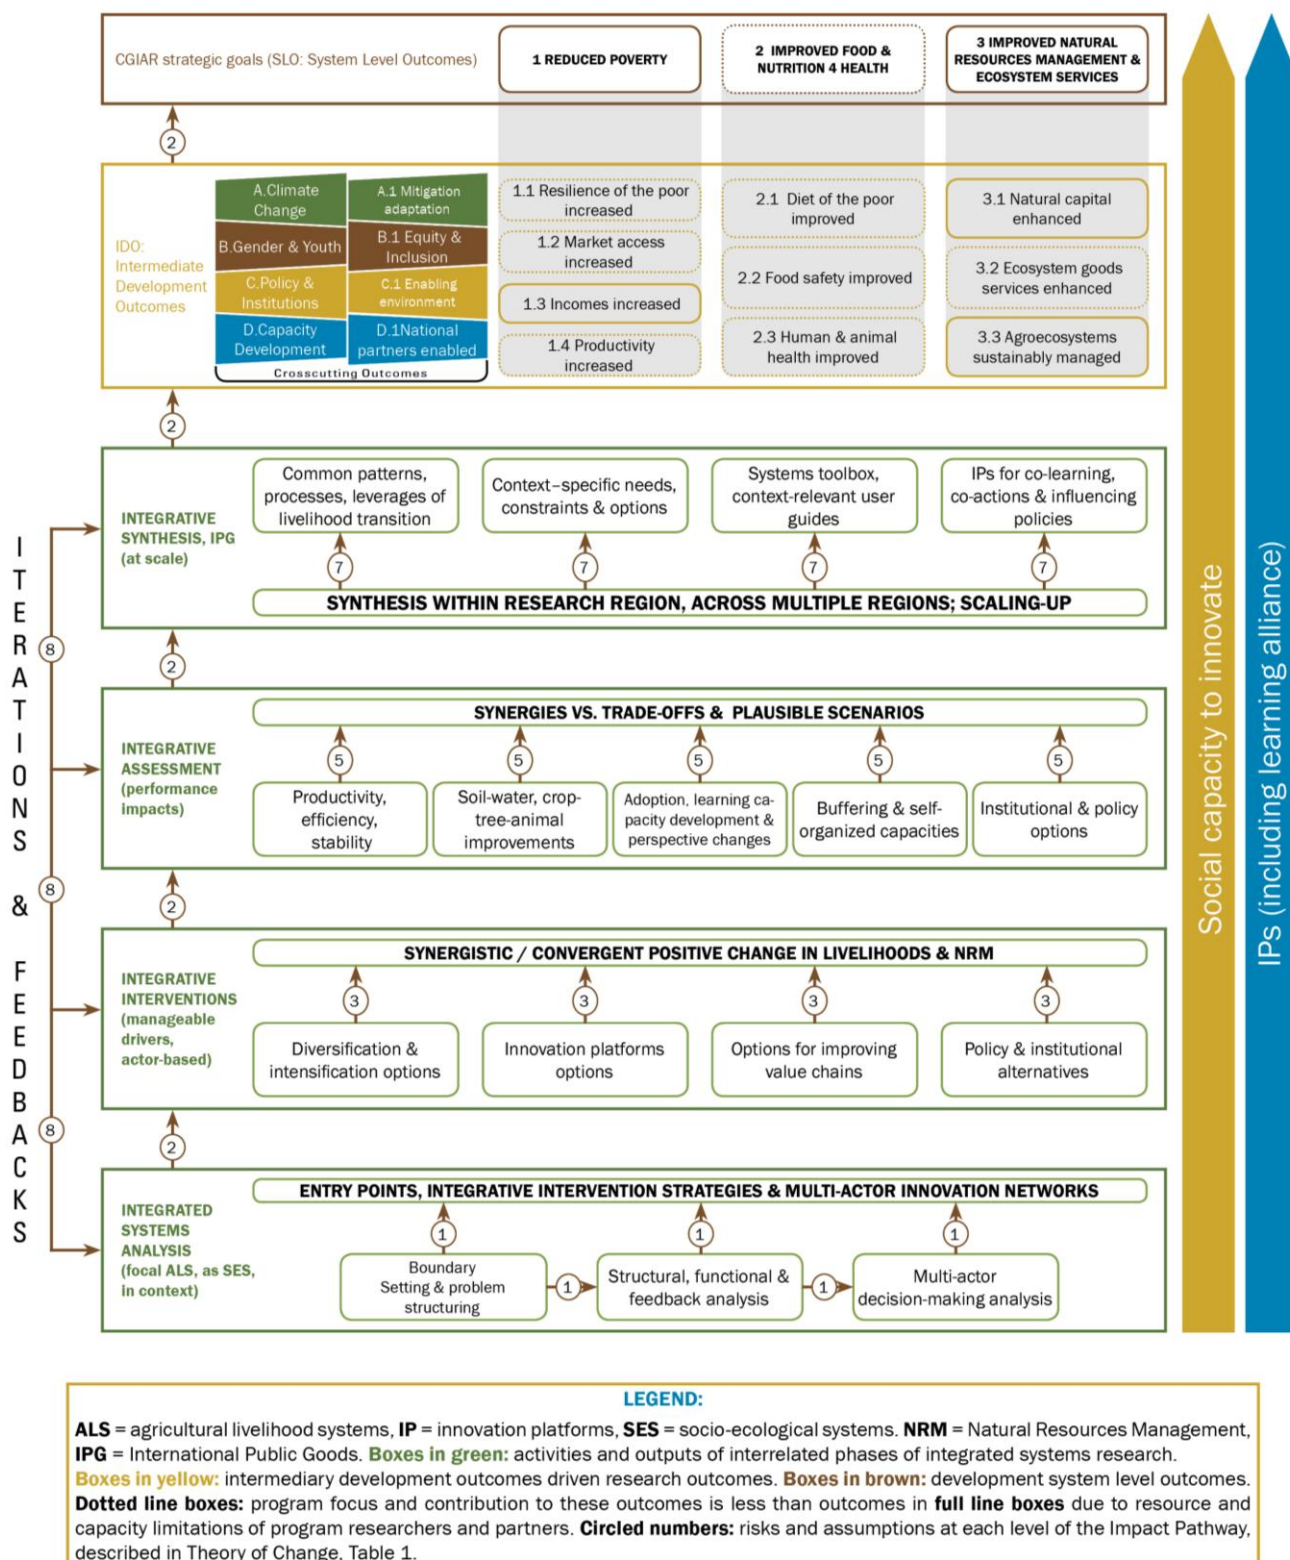 CGIAR strategic goals (SLO: System Level Outcomes)
1 REDUCED POVERTY
2 IMPROVED FOOD &
NUTRITION 4 HEALTH
3 IMPROVED NATURAL
RESOURCES MANAGEMENT &
ECOSYSTEM SERVICES
2
IDO:
Intermediate
Development
Outcomes
A.Climate
Change
A.1 Mitigation
adaptation
B.Gender & Youth
B.1 Equity &
Inclusion
C.Policy &
Institutions
C.1 Enabling
environment
D.Capacity
Development
D.1National
partners enabled
Crosscutting Outcomes
1.1 Resilience of the poor
increased
1.2 Market access
increased
1.3 Incomes increased
1.4 Productivity
increased
2.1 Diet of the poor
improved
2.2 Food safety improved
2.3 Human & animal
health improved
3.1 Natural capital
enhanced
3.2 Ecosystem goods
services enhanced
3.3 Agroecosystems
sustainably managed
2
INTEGRATIVE
SYNTHESIS, IPG
(at scale)
Common patterns,
processes, leverages of
livelihood transition
Context–specific needs,
constraints & options
Systems toolbox,
context-relevant user
guides
IPs for co-learning,
co-actions & influencing
policies
7
7
7
7
SYNTHESIS WITHIN RESEARCH REGION, ACROSS MULTIPLE REGIONS; SCALING-UP
2
INTEGRATIVE
ASSESSMENT
(performance
impacts)
SYNERGIES VS. TRADE-OFFS & PLAUSIBLE SCENARIOS
5
5
5
5
5
Productivity,
efficiency,
stability
Soil-water, crop-
tree-animal
improvements
Adoption, learning ca-
pacity development &
perspective changes
Buffering & self-
organized capacities
Institutional & policy
options
2
INTEGRATIVE
INTERVENTIONS
(manageable
drivers,
actor-based)
SYNERGISTIC / CONVERGENT POSITIVE CHANGE IN LIVELIHOODS & NRM
3
3
3
3
Diversification &
intensification options
Innovation platforms
options
Options for improving
value chains
Policy & institutional
alternatives
2
INTEGRATED
SYSTEMS
ANALYSIS
(focal ALS, as SES,
in context)
ENTRY POINTS, INTEGRATIVE INTERVENTION STRATEGIES & MULTI-ACTOR INNOVATION NETWORKS
1
1
1
Boundary
Setting & problem
structuring
1
Structural, functional &
feedback analysis
1
Multi-actor
decision-making analysis
ITERATIONS & FEEDBACKS
8
8
8
Social capacity to innovate
IPs (including learning alliance)
LEGEND:
ALS = agricultural livelihood systems, IP = innovation platforms, SES = socio-ecological systems. NRM = Natural Resources Management,
IPG = International Public Goods. Boxes in green: activities and outputs of interrelated phases of integrated systems research.
Boxes in yellow: intermediary development outcomes driven research outcomes. Boxes in brown: development system level outcomes.
Dotted line boxes: program focus and contribution to these outcomes is less than outcomes in full line boxes due to resource and
capacity limitations of program researchers and partners. Circled numbers: risks and assumptions at each level of the Impact Pathway,
described in Theory of Change, Table 1.